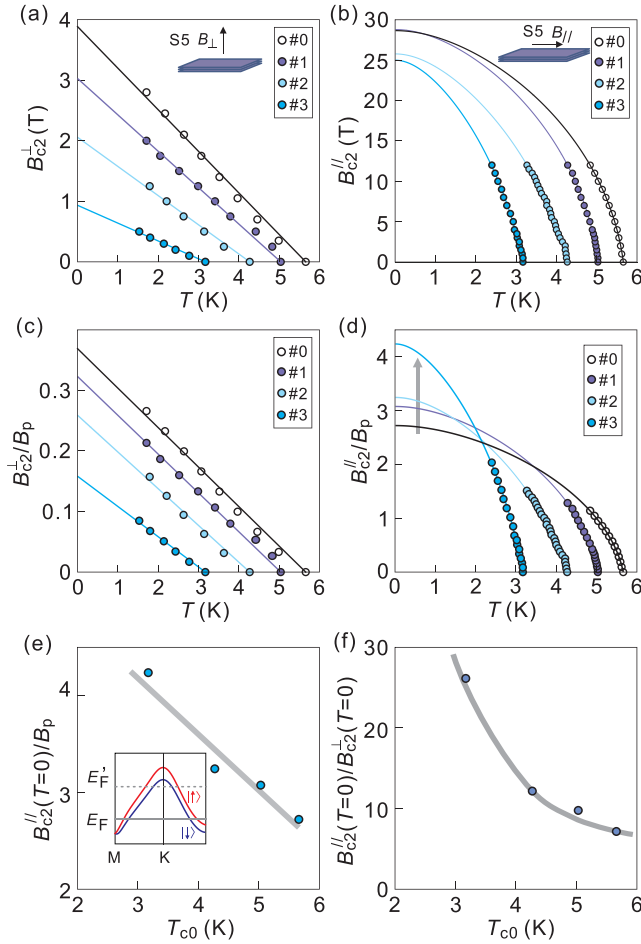 (a)
S5 B⊥
#0
#1
#2
#3
4
3
2
1
0
B⊥c2 (T)
0 1 2 3 4 5 6
T (K)
(b)
S5 B//
#0
#1
#2
#3
30
25
20
15
10
5
0
B//c2 (T)
0 1 2 3 4 5 6
T (K)
(c)
#0
#1
#2
#3
0.3
0.2
0.1
0
B⊥c2/Bp
0 1 2 3 4 5 6
T (K)
(d)
#0
#1
#2
#3
4
3
2
1
0
B//c2/Bp
0 1 2 3 4 5 6
T (K)
(e)
4
3
2
B//c2(T=0)/Bp
E'F
EF
|↑⟩
|↓⟩
M K
2 3 4 5 6
Tc0 (K)
(f)
30
20
10
0
B//c2(T=0)/B⊥c2(T=0)
2 3 4 5 6
Tc0 (K)